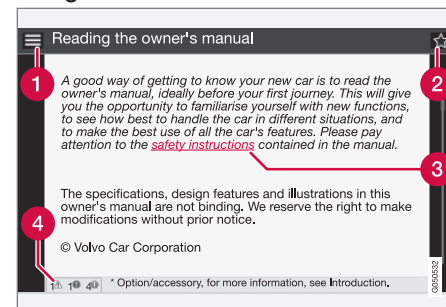 Reading the owner's manual
1
2
A good way of getting to know your new car is to read the
owner's manual, ideally before your first journey. This will give
you the opportunity to familiarise yourself with new functions,
to see how best to handle the car in different situations, and
to make the best use of all the car's features. Please pay
attention to the safety instructions contained in the manual.
3
The specifications, design features and illustrations in this
owner's manual are not binding. We reserve the right to make
modifications without prior notice.
4
© Volvo Car Corporation
1 1 4 * Option/accessory, for more information, see Introduction.
G050532